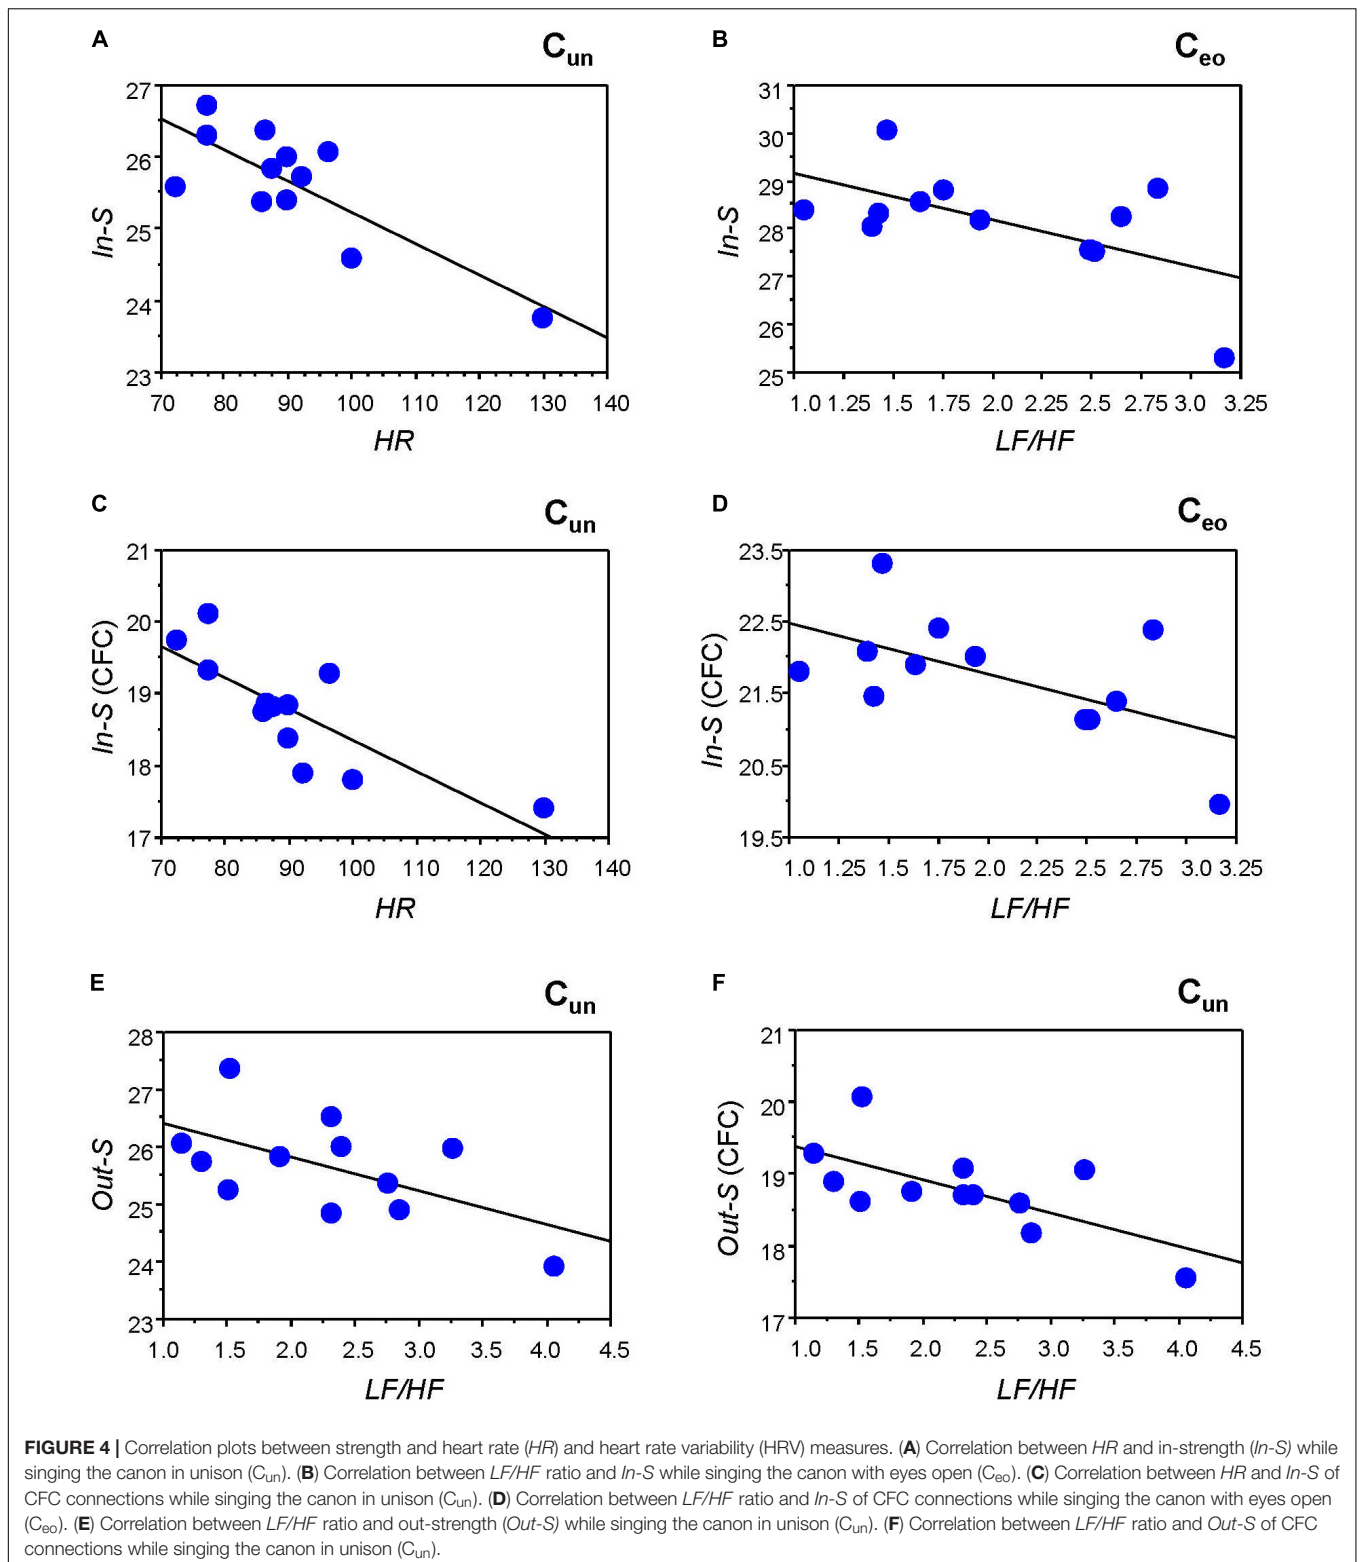 A
C_un
27
26
25
24
23
In-S
70 80 90 100 110 120 130 140
HR
B
C_eo
31
30
29
28
27
26
25
In-S
1.0 1.25 1.5 1.75 2.0 2.25 2.5 2.75 3.0 3.25
LF/HF
C
C_un
21
20
19
18
17
In-S (CFC)
70 80 90 100 110 120 130 140
HR
D
C_eo
23.5
22.5
21.5
20.5
19.5
In-S (CFC)
1.0 1.25 1.5 1.75 2.0 2.25 2.5 2.75 3.0 3.25
LF/HF
E
C_un
28
27
26
25
24
23
Out-S
1.0 1.5 2.0 2.5 3.0 3.5 4.0 4.5
LF/HF
F
C_un
21
20
19
18
17
Out-S (CFC)
1.0 1.5 2.0 2.5 3.0 3.5 4.0 4.5
LF/HF
FIGURE 4 | Correlation plots between strength and heart rate (HR) and heart rate variability (HRV) measures. (A) Correlation between HR and in-strength (In-S) while
singing the canon in unison (C_un). (B) Correlation between LF/HF ratio and In-S while singing the canon with eyes open (C_eo). (C) Correlation between HR and In-S of
CFC connections while singing the canon in unison (C_un). (D) Correlation between LF/HF ratio and In-S of CFC connections while singing the canon with eyes open
(C_eo). (E) Correlation between LF/HF ratio and out-strength (Out-S) while singing the canon in unison (C_un). (F) Correlation between LF/HF ratio and Out-S of CFC
connections while singing the canon in unison (C_un).